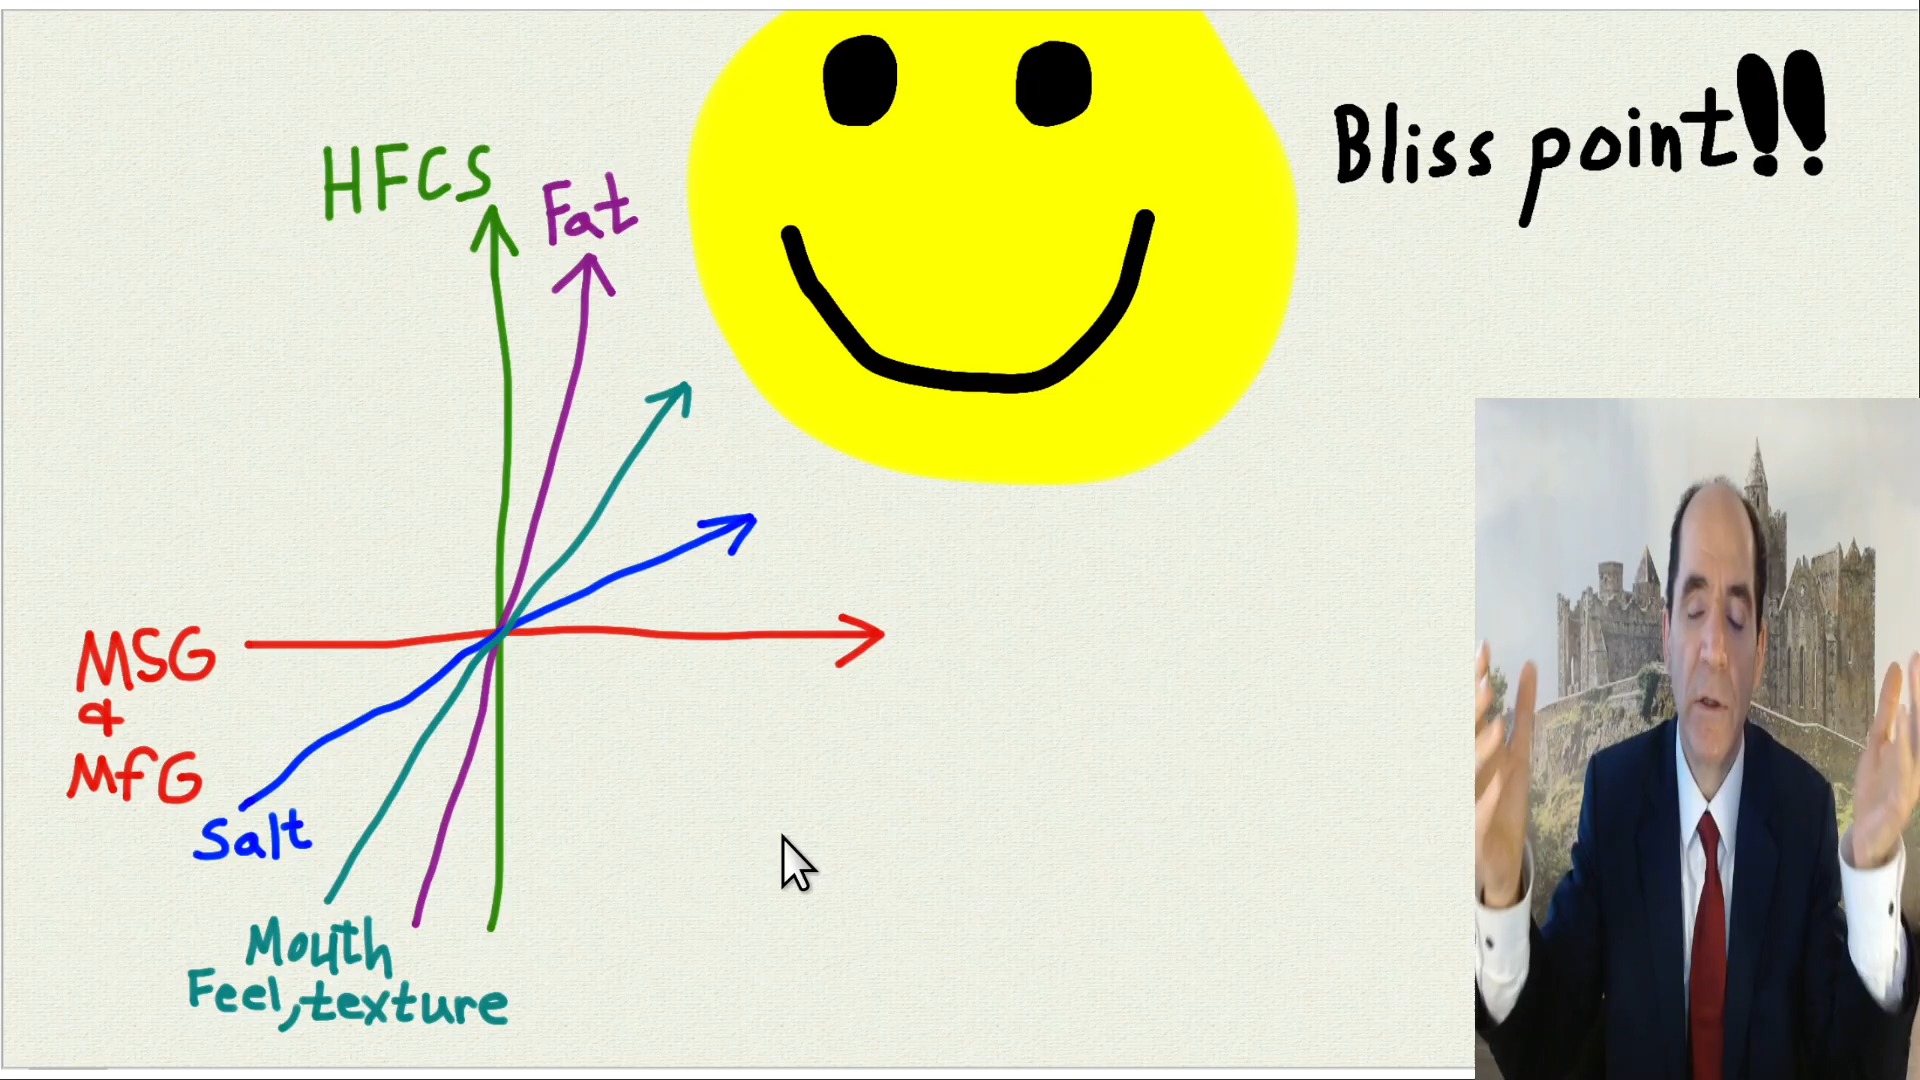 HFCS
Fat
Bliss point!!
MSG
&
MfG
Salt
Mouth
Feel, texture